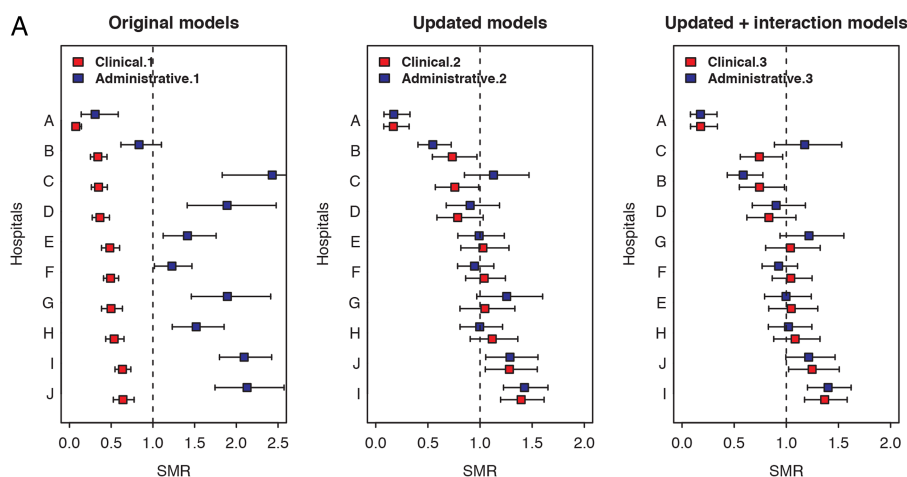 A
Original models
Clinical.1
Administrative.1
A
B
C
D
E
F
G
H
I
J
Hospitals
0.0 0.5 1.0 1.5 2.0 2.5
SMR
Updated models
Clinical.2
Administrative.2
A
B
C
D
E
F
G
H
J
I
Hospitals
0.0 0.5 1.0 1.5 2.0
SMR
Updated + interaction models
Clinical.3
Administrative.3
A
C
B
D
G
F
E
H
J
I
Hospitals
0.0 0.5 1.0 1.5 2.0
SMR